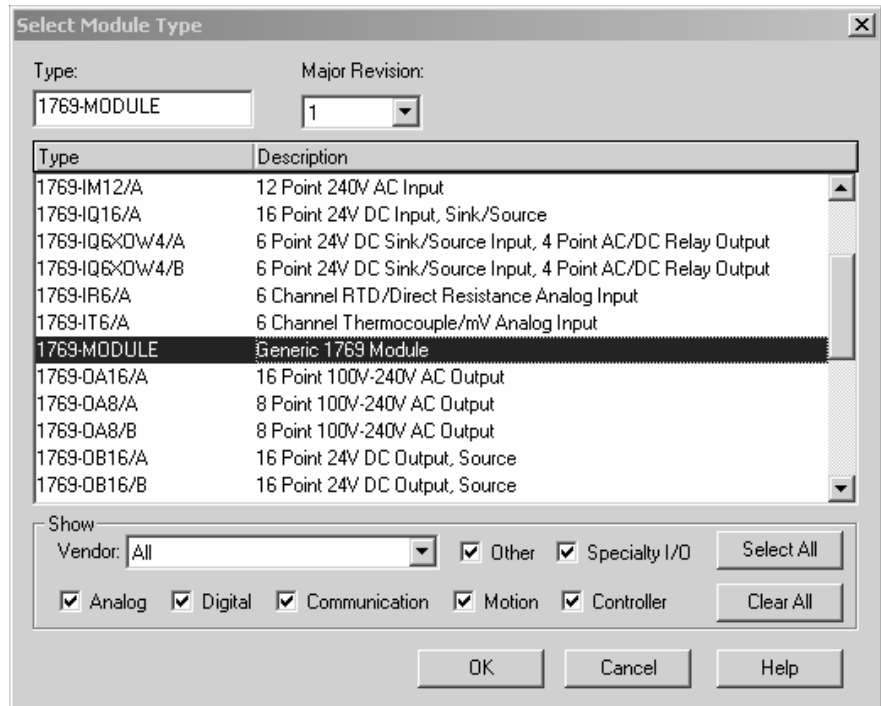 Select Module Type
Type: Major Revision:
1769-MODULE 1
Type Description
1769-IM12/A 12 Point 240V AC Input
1769-IQ16/A 16 Point 24V DC Input, Sink/Source
1769-IQ6XOW4/A 6 Point 24V DC Sink/Source Input, 4 Point AC/DC Relay Output
1769-IQ6XOW4/B 6 Point 24V DC Sink/Source Input, 4 Point AC/DC Relay Output
1769-IR6/A 6 Channel RTD/Direct Resistance Analog Input
1769-IT6/A 6 Channel Thermocouple/mV Analog Input
1769-MODULE Generic 1769 Module
1769-OA16/A 16 Point 100V-240V AC Output
1769-OA8/A 8 Point 100V-240V AC Output
1769-OA8/B 8 Point 100V-240V AC Output
1769-OB16/A 16 Point 24V DC Output, Source
1769-OB16/B 16 Point 24V DC Output, Source
Show
Vendor: All Other Specialty I/O Select All
Analog Digital Communication Motion Controller Clear All
OK Cancel Help